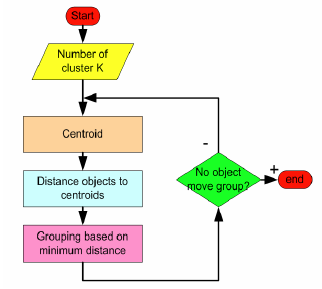 Start
Number of
cluster K
Centroid
Distance objects to
centroids
Grouping based on
minimum distance
-
No object
move group?
+
end